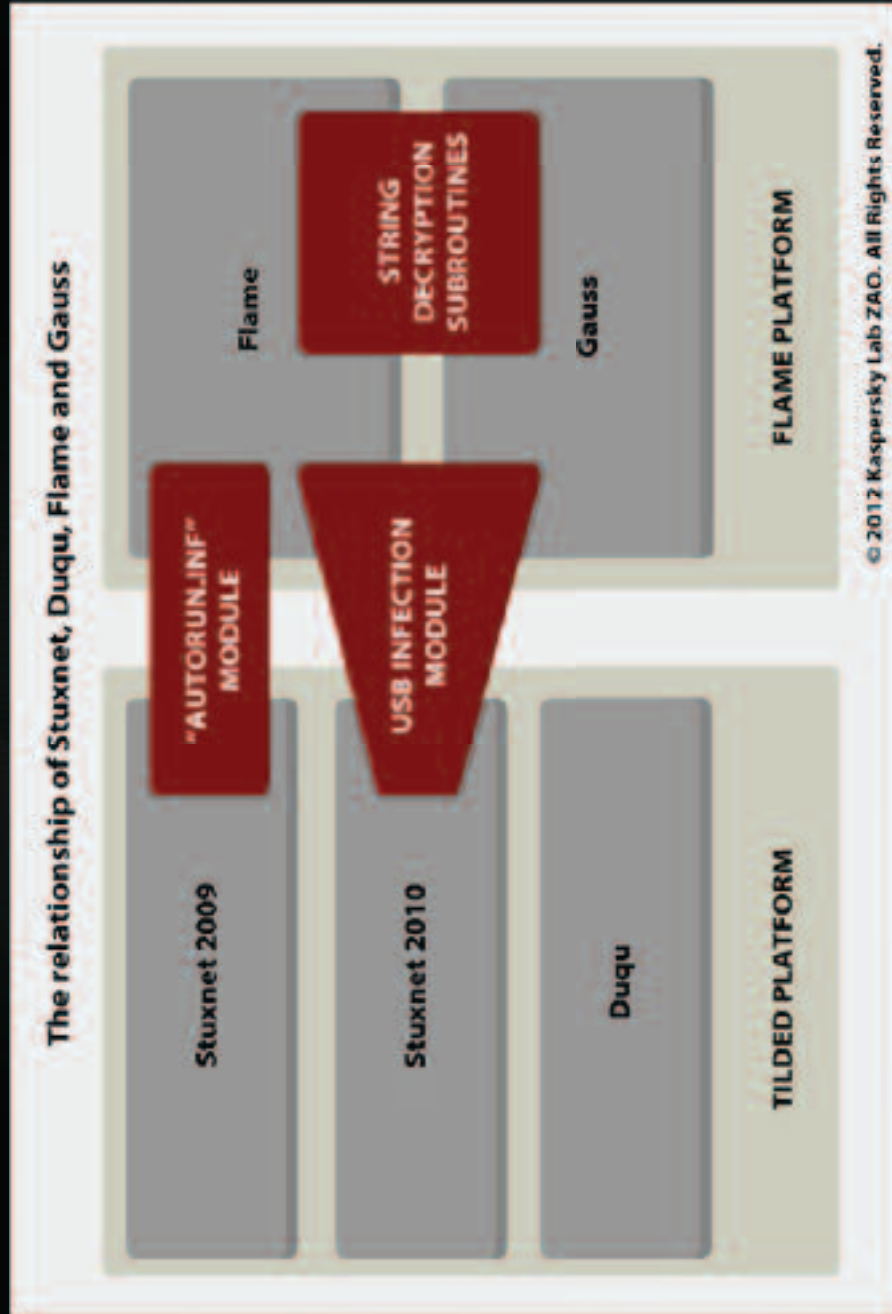 The relationship of Stuxnet, Duqu, Flame and Gauss
Stuxnet 2009
"AUTORUN.INF"
MODULE
Flame
Stuxnet 2010
USB INFECTION
MODULE
STRING
DECRYPTION
SUBROUTINES
Duqu
Gauss
TILDED PLATFORM
FLAME PLATFORM
© 2012 Kaspersky Lab ZAO. All Rights Reserved.